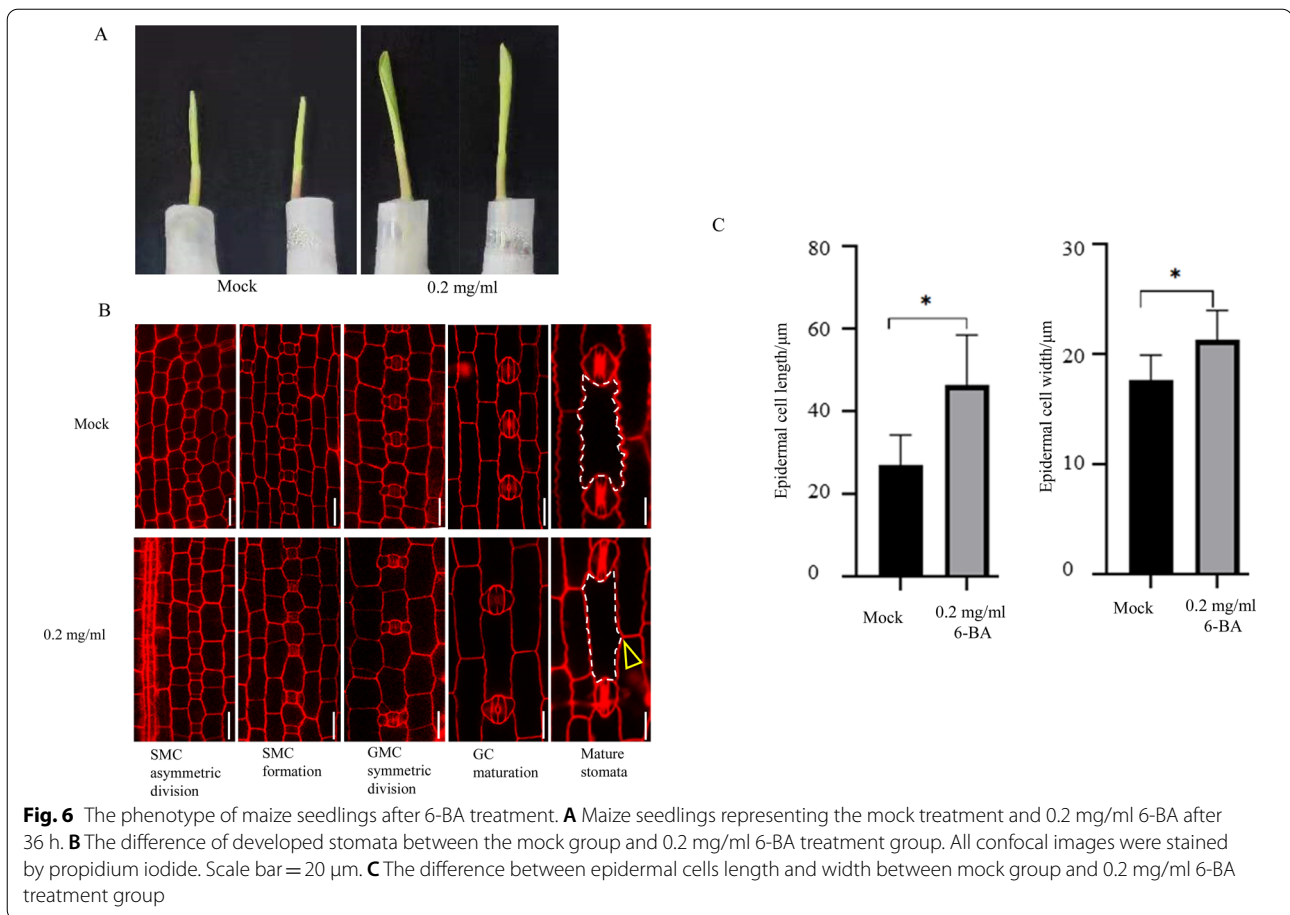 A
Mock
0.2 mg/ml
B
Mock
0.2 mg/ml
SMC
asymmetric
division
SMC
formation
GMC
symmetric
division
GC
maturation
Mature
stomata
C
80
60
40
20
0
Epidermal cell length/μm
*
Mock
0.2 mg/ml
6-BA
30
20
10
0
Epidermal cell width/μm
*
Mock
0.2 mg/ml
6-BA
Fig. 6 The phenotype of maize seedlings after 6-BA treatment. A Maize seedlings representing the mock treatment and 0.2 mg/ml 6-BA after
36 h. B The difference of developed stomata between the mock group and 0.2 mg/ml 6-BA treatment group. All confocal images were stained
by propidium iodide. Scale bar = 20 μm. C The difference between epidermal cells length and width between mock group and 0.2 mg/ml 6-BA
treatment group